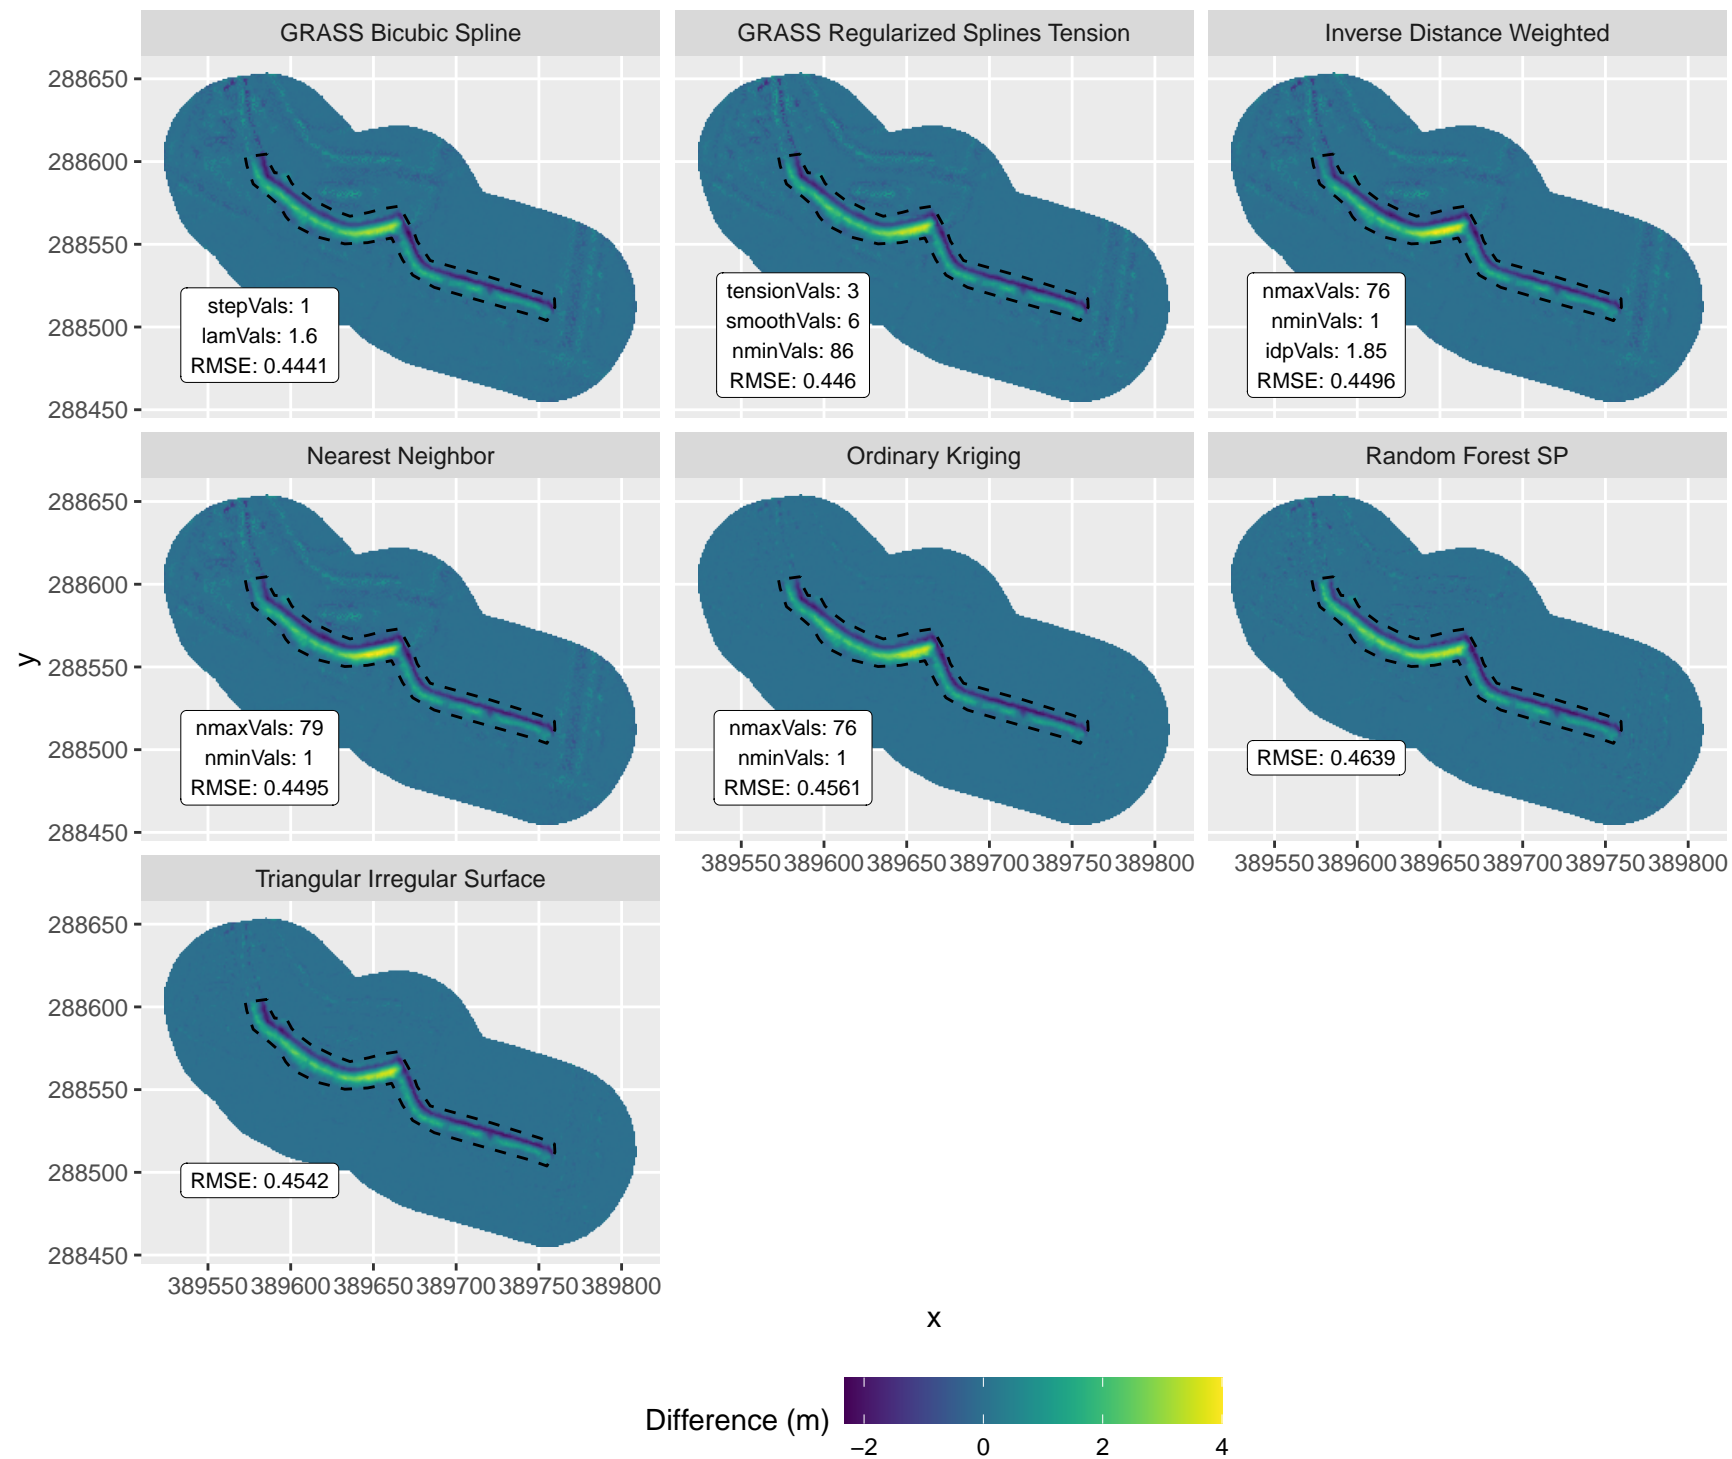 GRASS Bicubic Spline
GRASS Regularized Splines Tension
Inverse Distance Weighted
288650
288600
288550
288500
288450
stepVals: 1
lamVals: 1.6
RMSE: 0.4441
tensionVals: 3
smoothVals: 6
nminVals: 86
RMSE: 0.446
nmaxVals: 76
nminVals: 1
idpVals: 1.85
RMSE: 0.4496
Nearest Neighbor
Ordinary Kriging
Random Forest SP
288650
288600
288550
288500
288450
nmaxVals: 79
nminVals: 1
RMSE: 0.4495
nmaxVals: 76
nminVals: 1
RMSE: 0.4561
RMSE: 0.4639
y
389550 389600 389650 389700 389750 389800
389550 389600 389650 389700 389750 389800
Triangular Irregular Surface
288650
288600
288550
288500
288450
RMSE: 0.4542
389550 389600 389650 389700 389750 389800
x
Difference (m)
−2 0 2 4